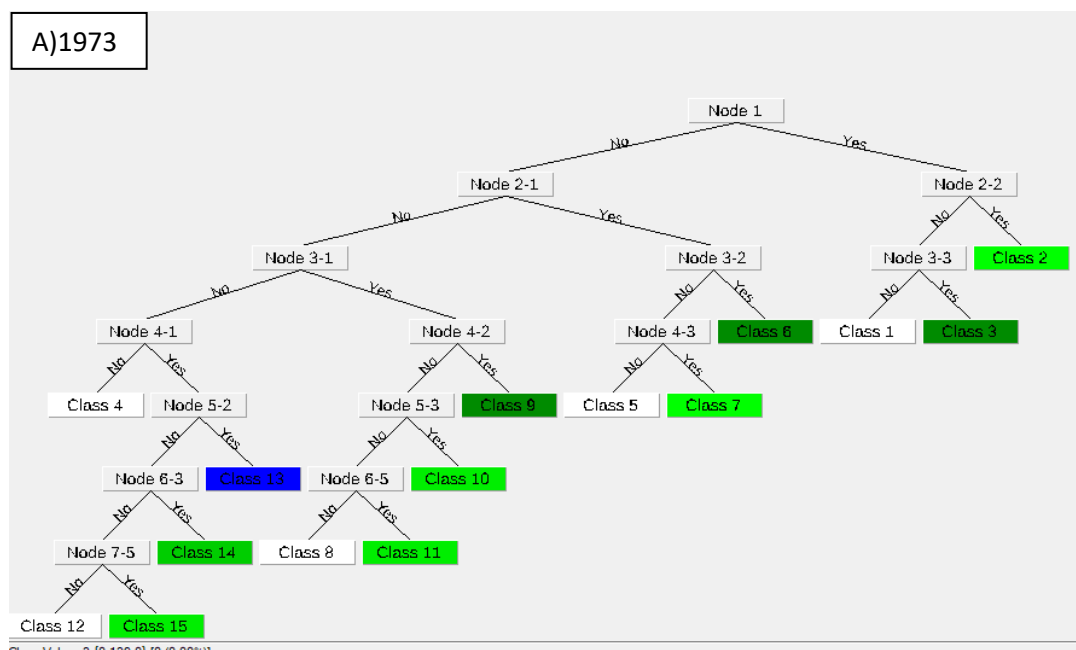 A)1973
Node 1
No Yes
Node 2-1 Node 2-2
No Yes No Yes
Node 3-1 Node 3-2 Node 3-3 Class 2
No Yes No Yes No Yes
Node 4-1 Node 4-2 Node 4-3 Class 6 Class 1 Class 3
No Yes No Yes No Yes
Class 4 Node 5-2 Node 5-3 Class 9 Class 5 Class 7
No Yes No Yes
Node 6-3 Class 13 Node 6-5 Class 10
No Yes No Yes
Node 7-5 Class 14 Class 8 Class 11
No Yes
Class 12 Class 15